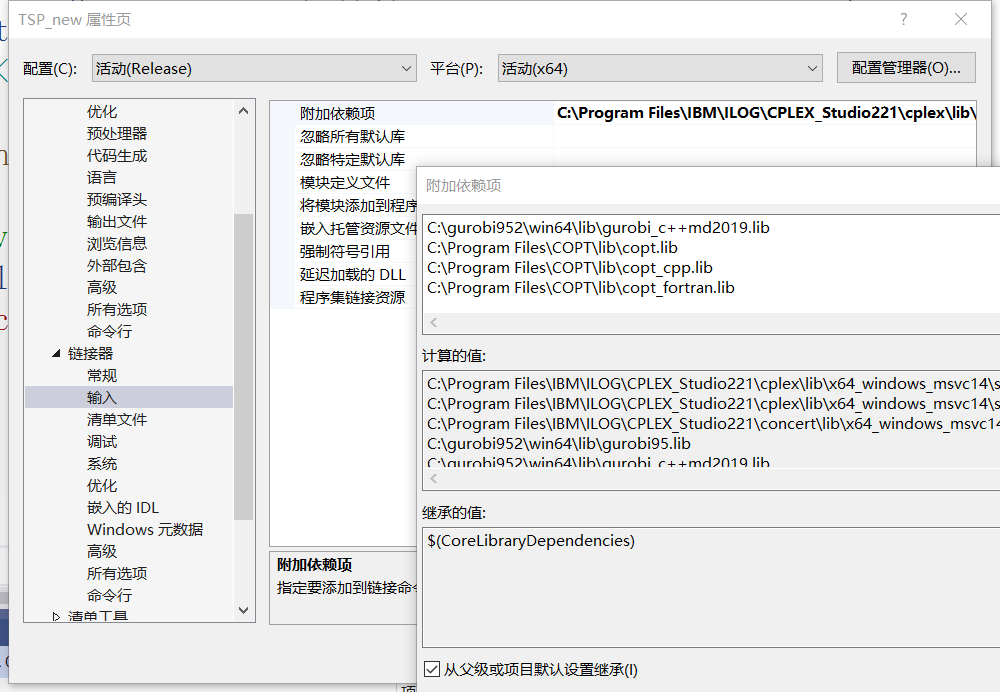 TSP_new 属性页
配置(C):
活动(Release)
平台(P):
活动(x64)
配置管理器(O)...
优化
预处理器
代码生成
语言
预编译头
输出文件
浏览信息
外部包含
高级
所有选项
命令行
链接器
常规
输入
清单文件
调试
系统
优化
嵌入的 IDL
Windows 元数据
高级
所有选项
命令行
清单工具
附加依赖项
C:\Program Files\IBM\ILOG\CPLEX_Studio221\cplex\lib\
忽略所有默认库
忽略特定默认库
模块定义文件
将模块添加到程序
嵌入托管资源文件
强制符号引用
延迟加载的 DLL
程序集链接资源
附加依赖项
指定要添加到链接命令
附加依赖项
C:\gurobi952\win64\lib\gurobi_c++md2019.lib
C:\Program Files\COPT\lib\copt.lib
C:\Program Files\COPT\lib\copt_cpp.lib
C:\Program Files\COPT\lib\copt_fortran.lib
计算的值:
C:\Program Files\IBM\ILOG\CPLEX_Studio221\cplex\lib\x64_windows_msvc14\s
C:\Program Files\IBM\ILOG\CPLEX_Studio221\cplex\lib\x64_windows_msvc14\s
C:\Program Files\IBM\ILOG\CPLEX_Studio221\concert\lib\x64_windows_msvc14
C:\gurobi952\win64\lib\gurobi95.lib
C:\gurobi952\win64\lib\gurobi_c++md2019.lib
继承的值:
$(CoreLibraryDependencies)
从父级或项目默认设置继承(I)